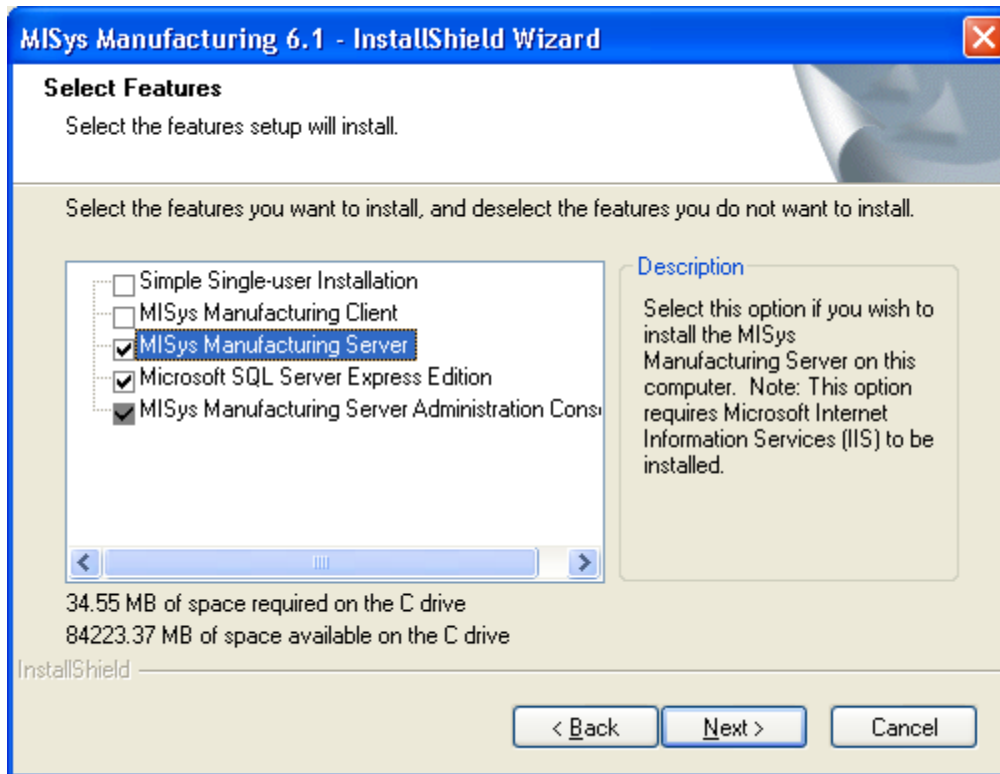 MISys Manufacturing 6.1 - InstallShield Wizard
Select Features
Select the features setup will install.
Select the features you want to install, and deselect the features you do not want to install.
Simple Single-user Installation
MISys Manufacturing Client
MISys Manufacturing Server
Microsoft SQL Server Express Edition
MISys Manufacturing Server Administration
Description
Select this option if you wish to
install the MISys
Manufacturing Server on this
computer. Note: This option
requires Microsoft Internet
Information Services (IIS) to be
installed.
34.55 MB of space required on the C drive
84223.37 MB of space available on the C drive
InstallShield
< Back
Next >
Cancel